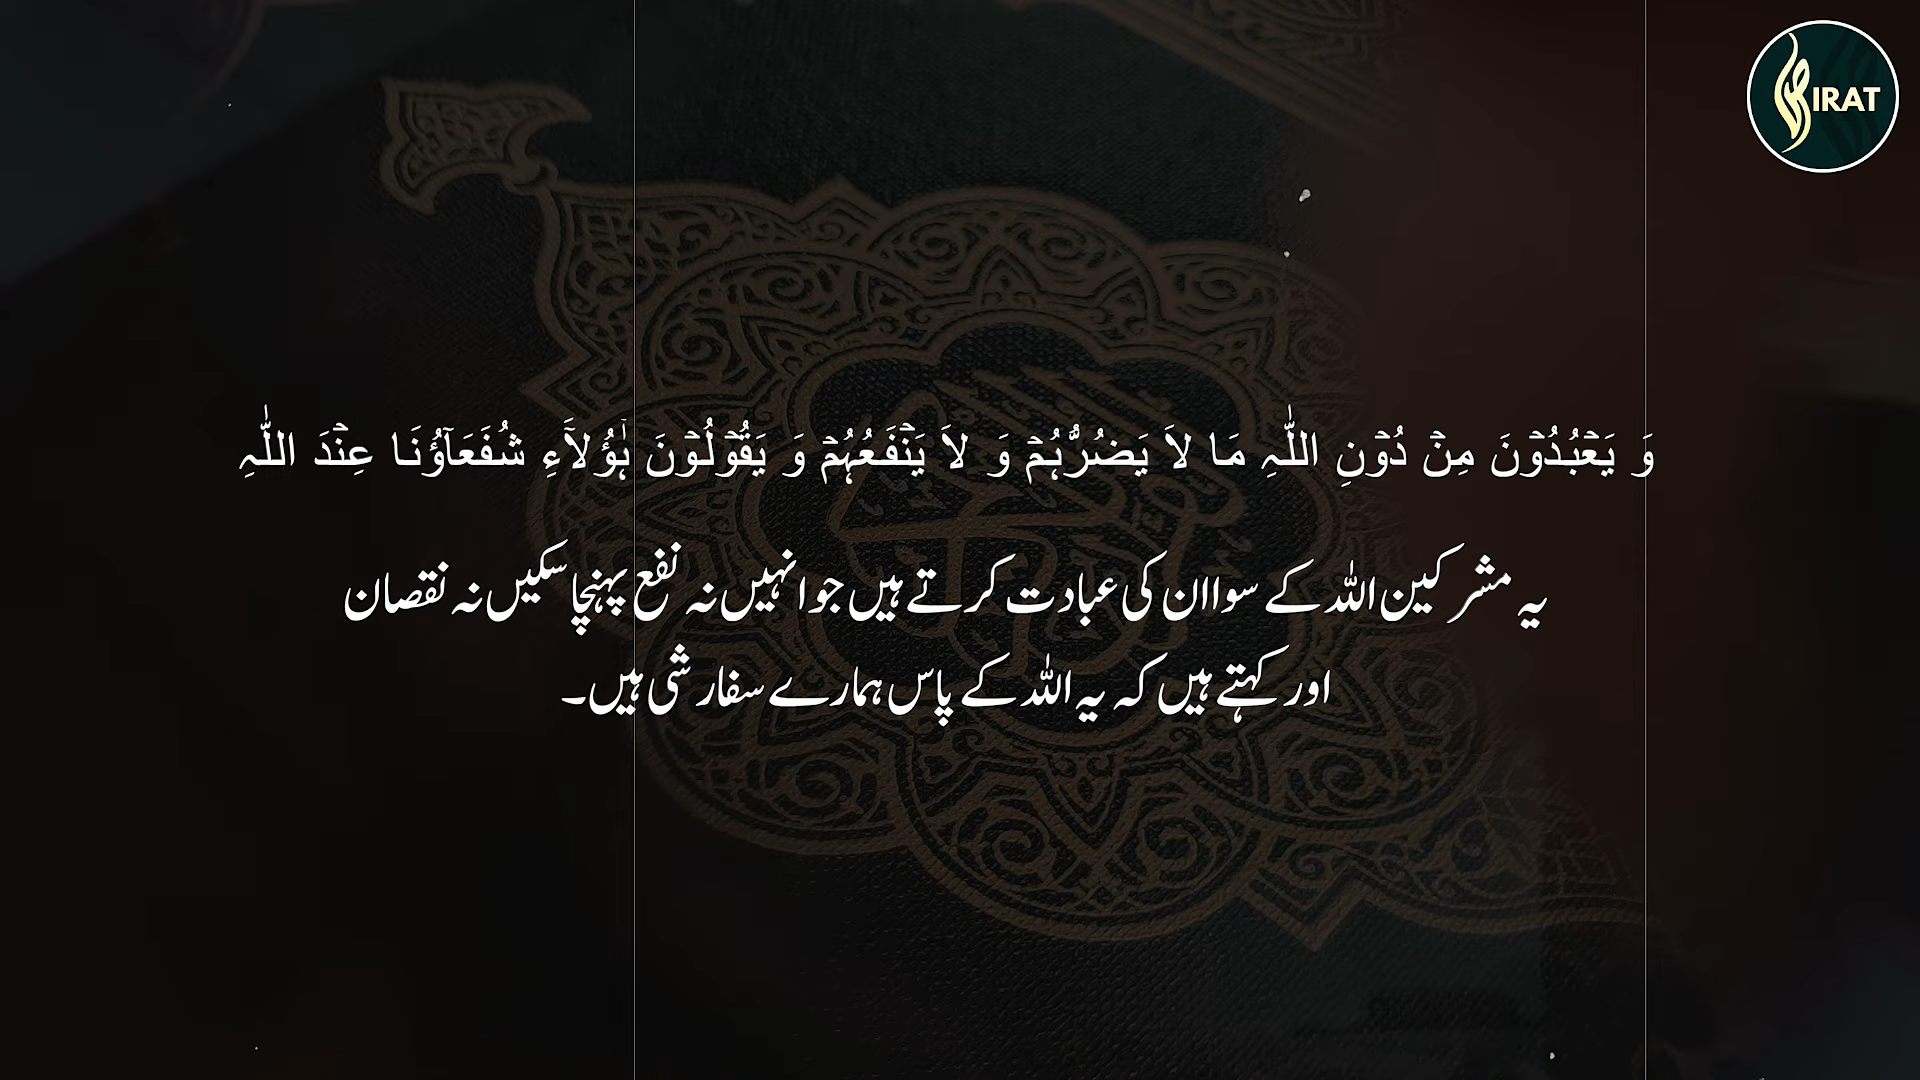 IRAT
وَ یَعۡبُدُوۡنَ مِنۡ دُوۡنِ اللّٰہِ مَا لَا یَضُرُّہُمۡ وَ لَا یَنۡفَعُہُمۡ وَ یَقُوۡلُوۡنَ ہٰۤؤُلَآءِ شُفَعَآؤُنَا عِنۡدَ اللّٰہِ
یہ مشرکین اللہ کے سوا ان کی عبادت کرتے ہیں جو انہیں نہ نفع پہنچا سکیں نہ نقصان
اور کہتے ہیں کہ یہ اللہ کے پاس ہمارے سفارشی ہیں۔